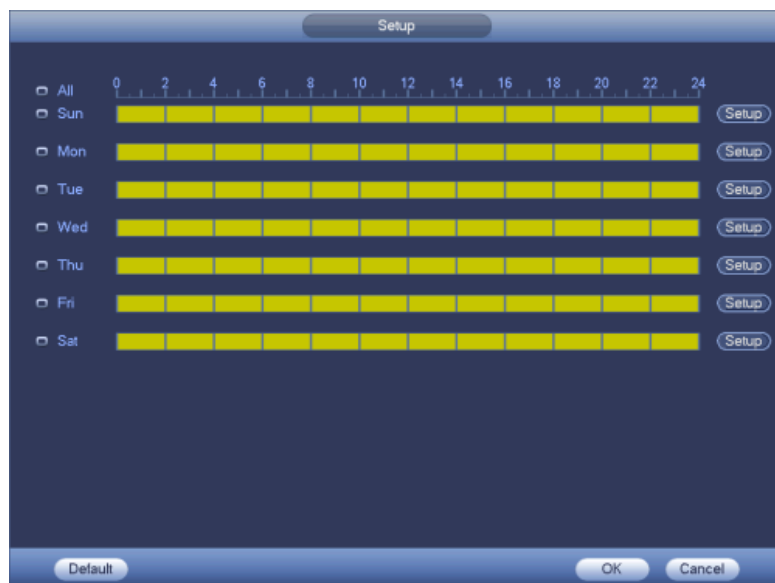 Setup
All 0 2 4 6 8 10 12 14 16 18 20 22 24
Sun Setup
Mon Setup
Tue Setup
Wed Setup
Thu Setup
Fri Setup
Sat Setup
Default OK Cancel